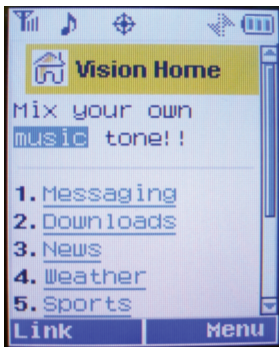 Vision Home
Mix your own
music tone!!
1. Messaging
2. Downloads
3. News
4. Weather
5. Sports
Link Menu